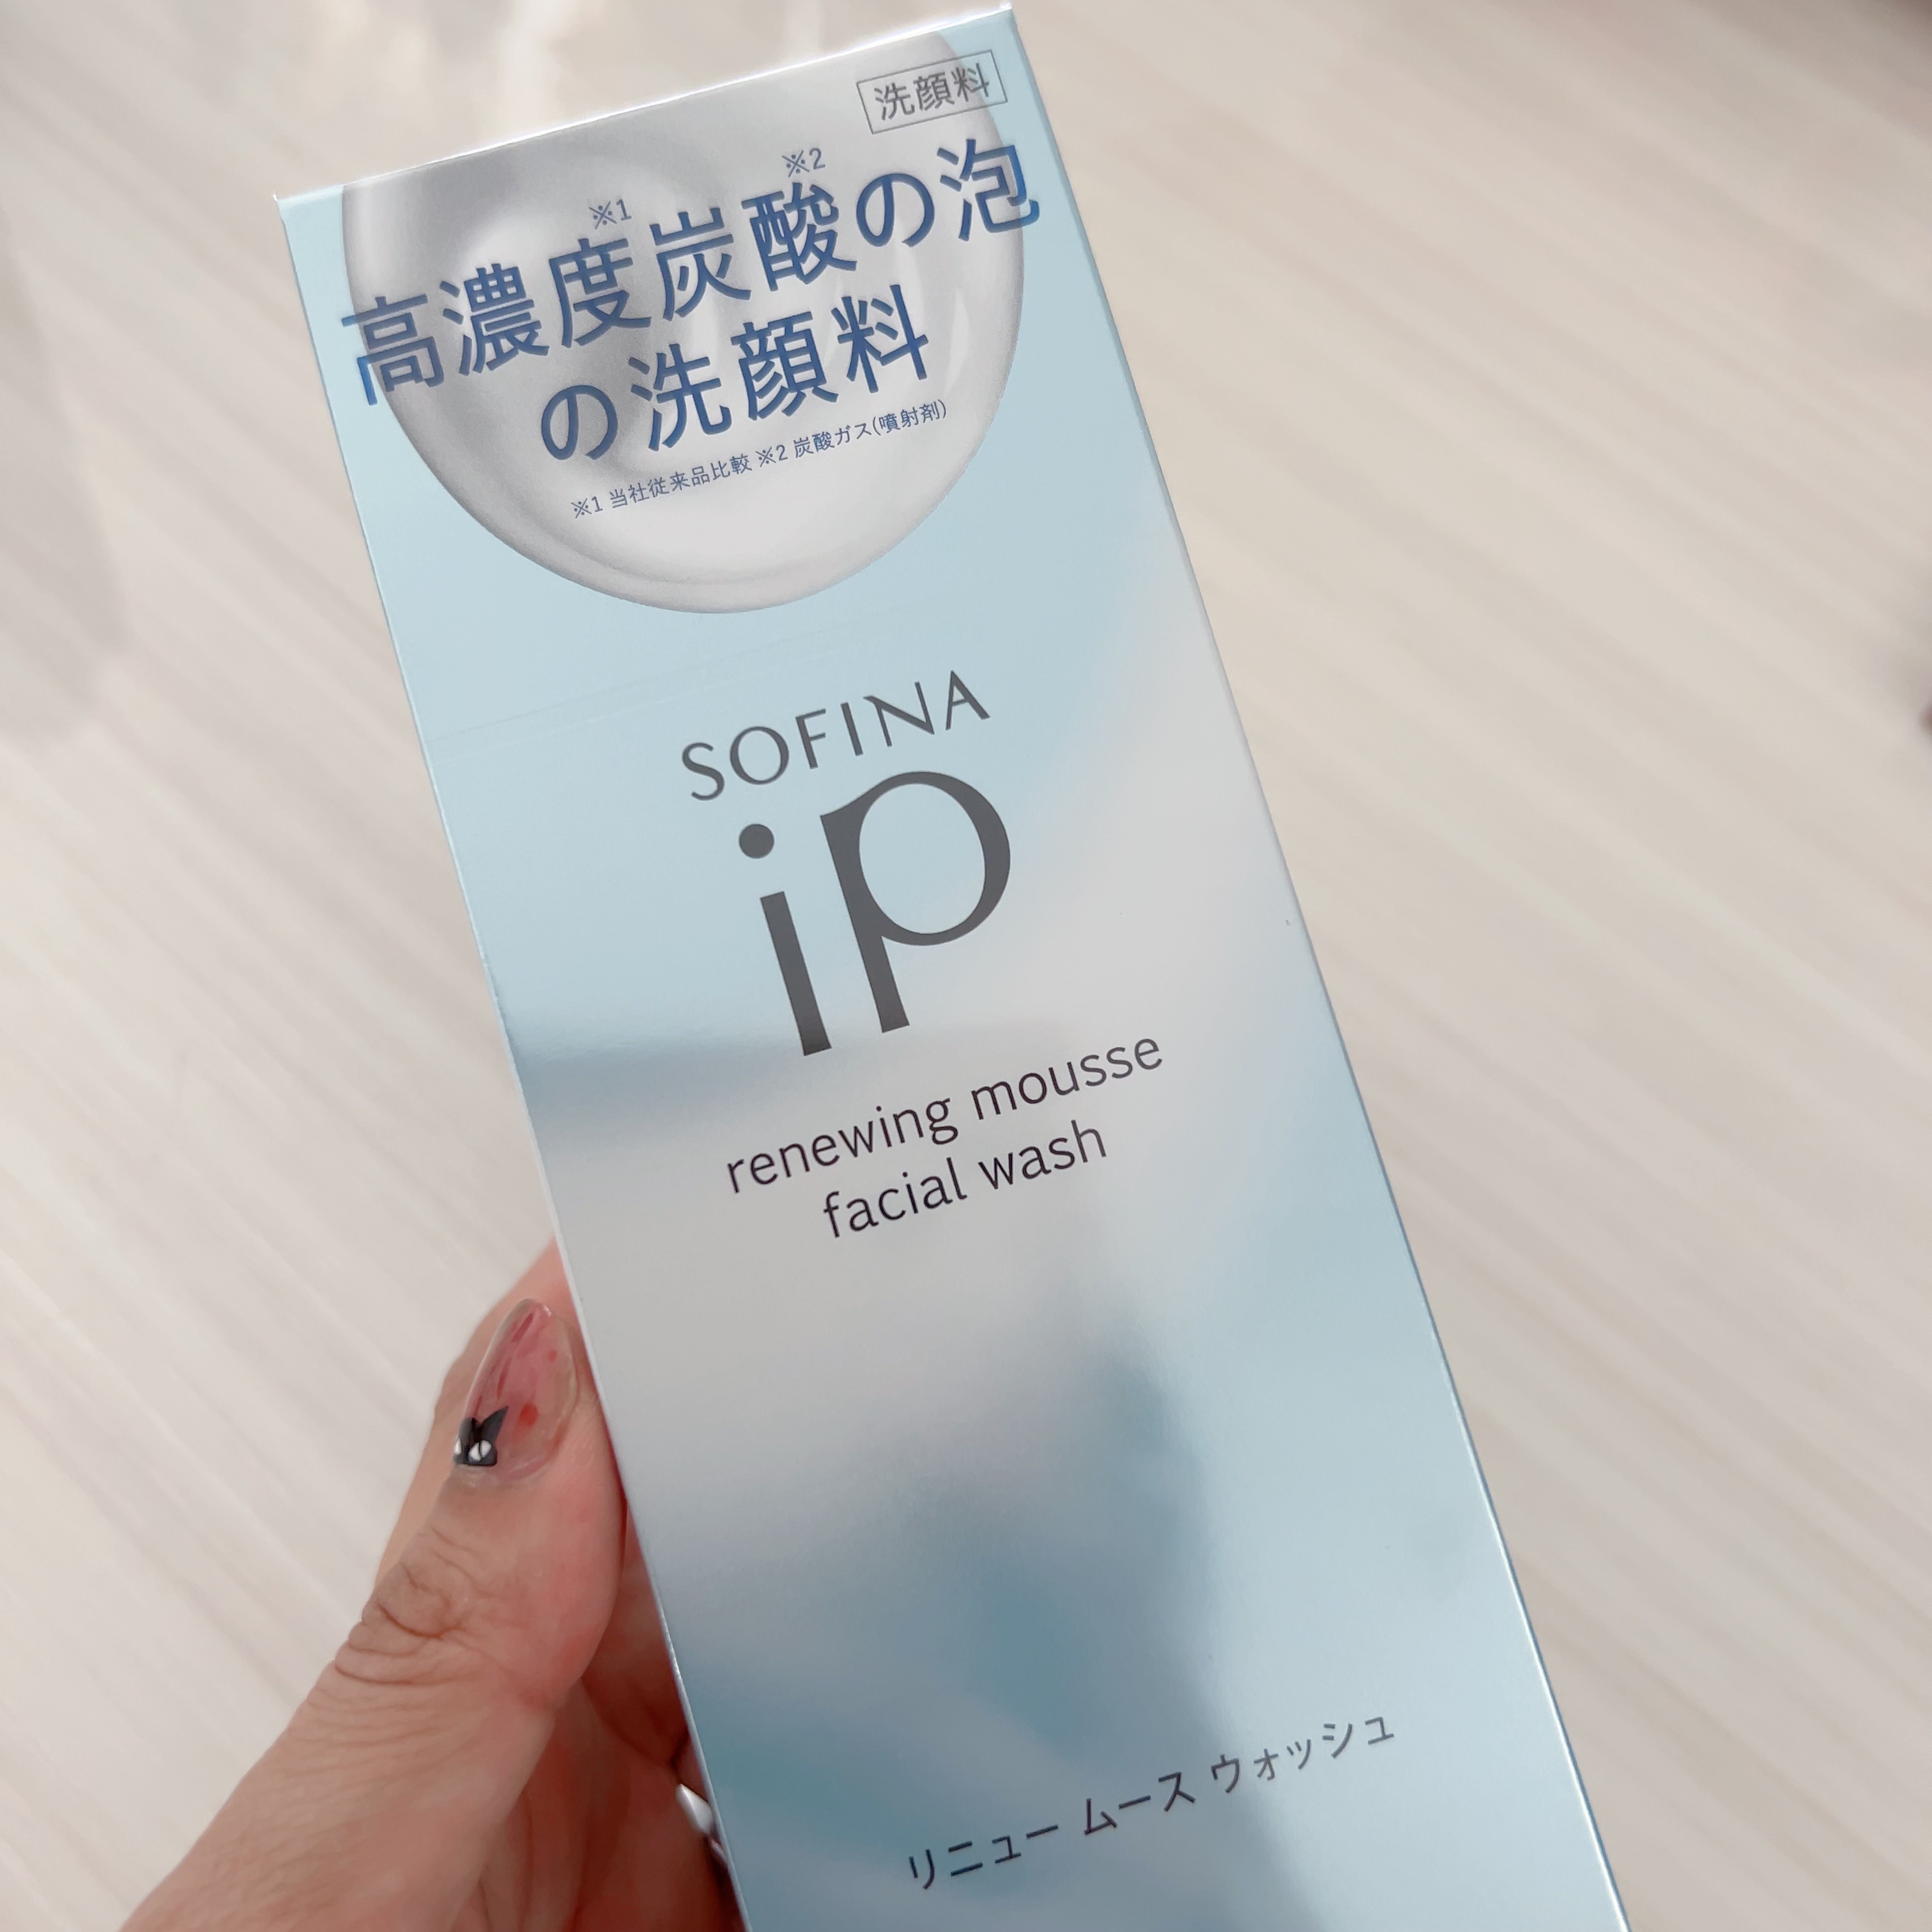 洗顔料
高濃度※1炭酸※2の泡
の洗顔料
※1 当社従来品比較 ※2 炭酸ガス(噴射剤)
SOFINA
ip
renewing mousse
facial wash
リニュー ムース ウォッシュ